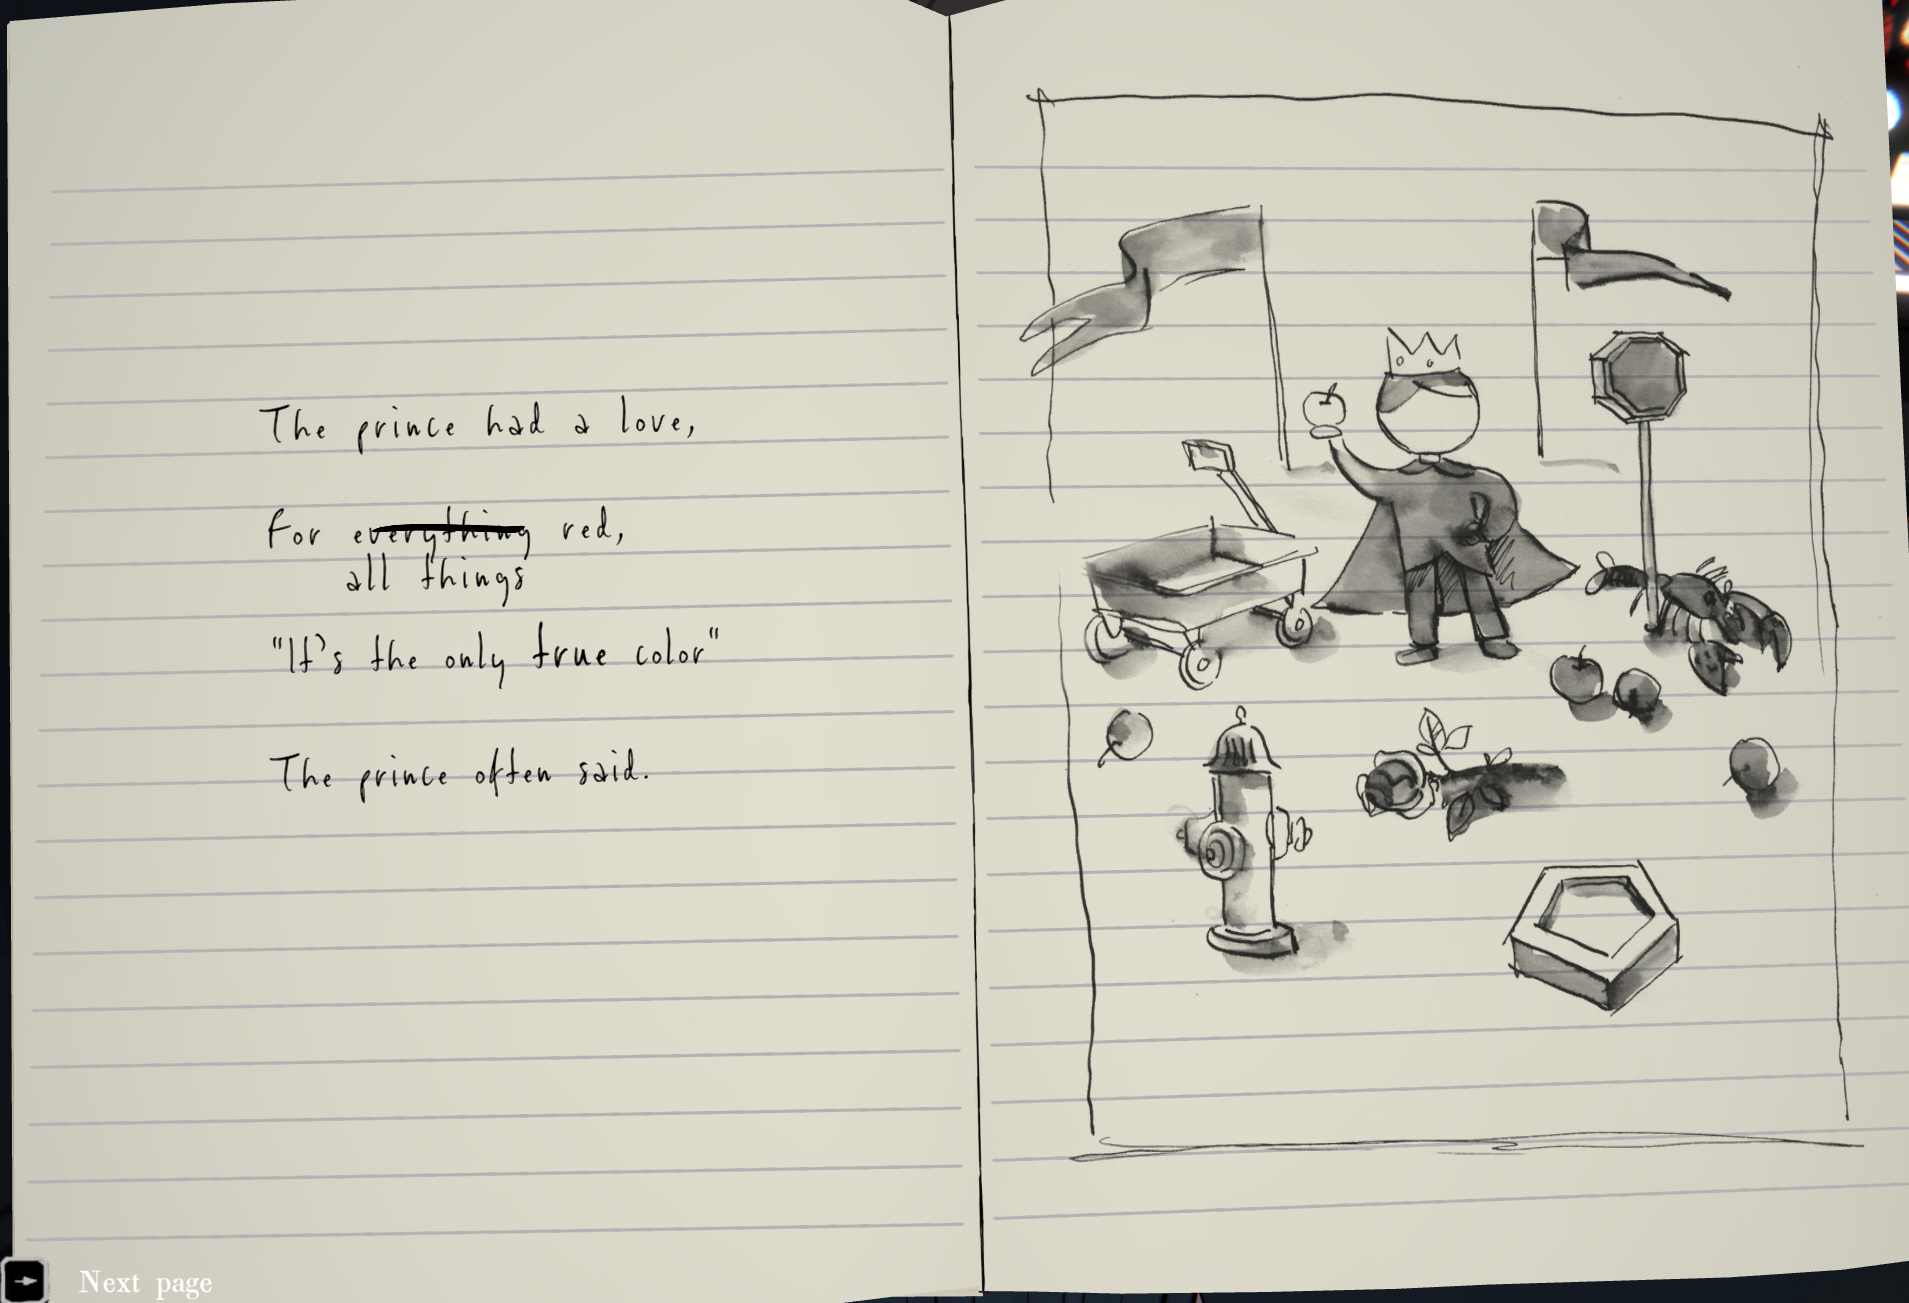 The prince had a love,
For everything red,
all things
"It's the only true color"
The prince often said.
Next page